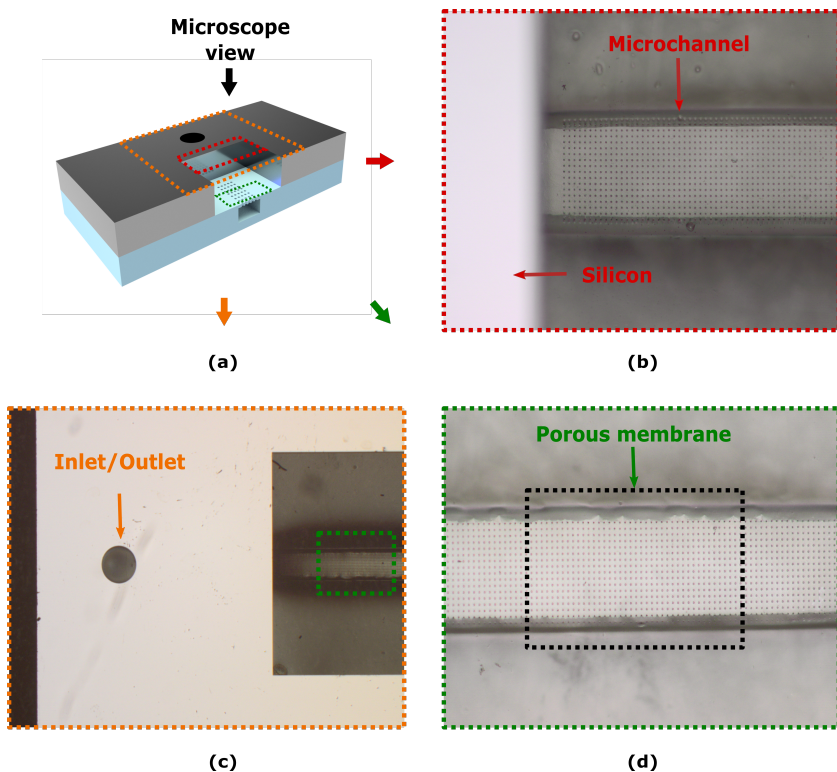 Microscope
view
(a)
Microchannel
Silicon
(b)
Inlet/Outlet
(c)
Porous membrane
(d)